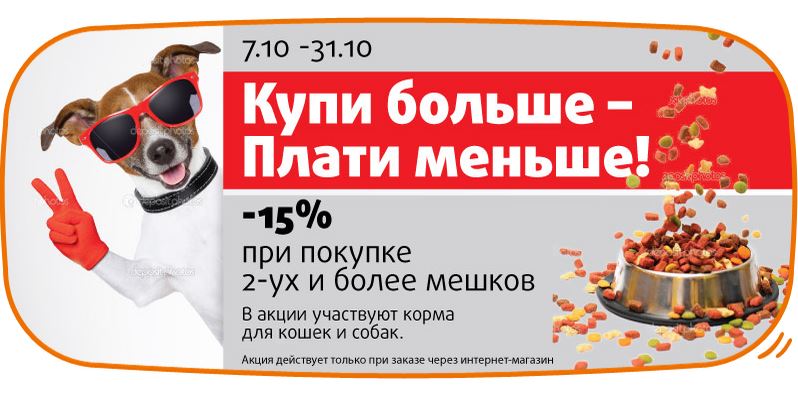 7.10 -31.10
Купи больше –
Плати меньше!
-15%
при покупке
2-ух и более мешков
В акции участвуют корма
для кошек и собак.
Акция действует только при заказе через интернет-магазин
depositphotos